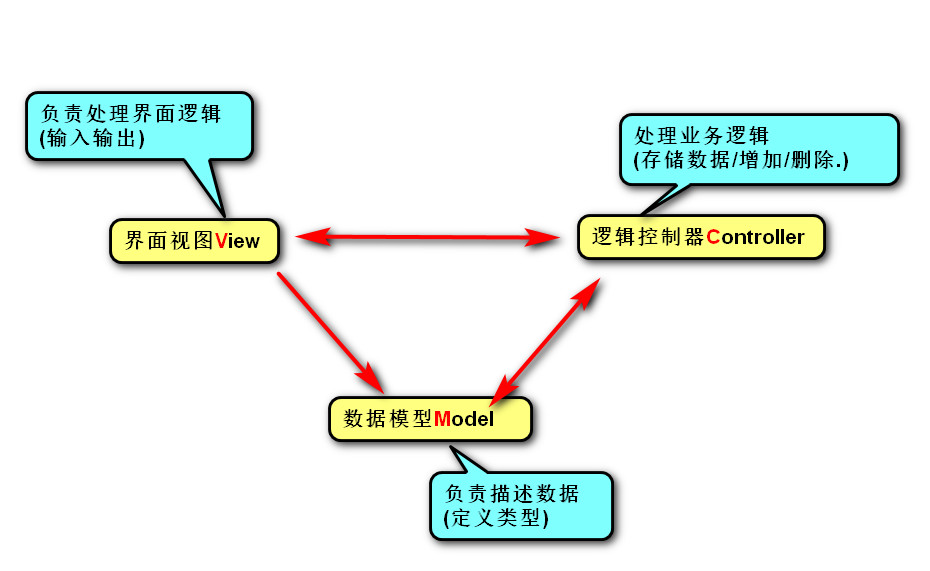 负责处理界面逻辑
(输入输出)
处理业务逻辑
(存储数据/增加/删除.)
界面视图View
逻辑控制器Controller
数据模型Model
负责描述数据
(定义类型)